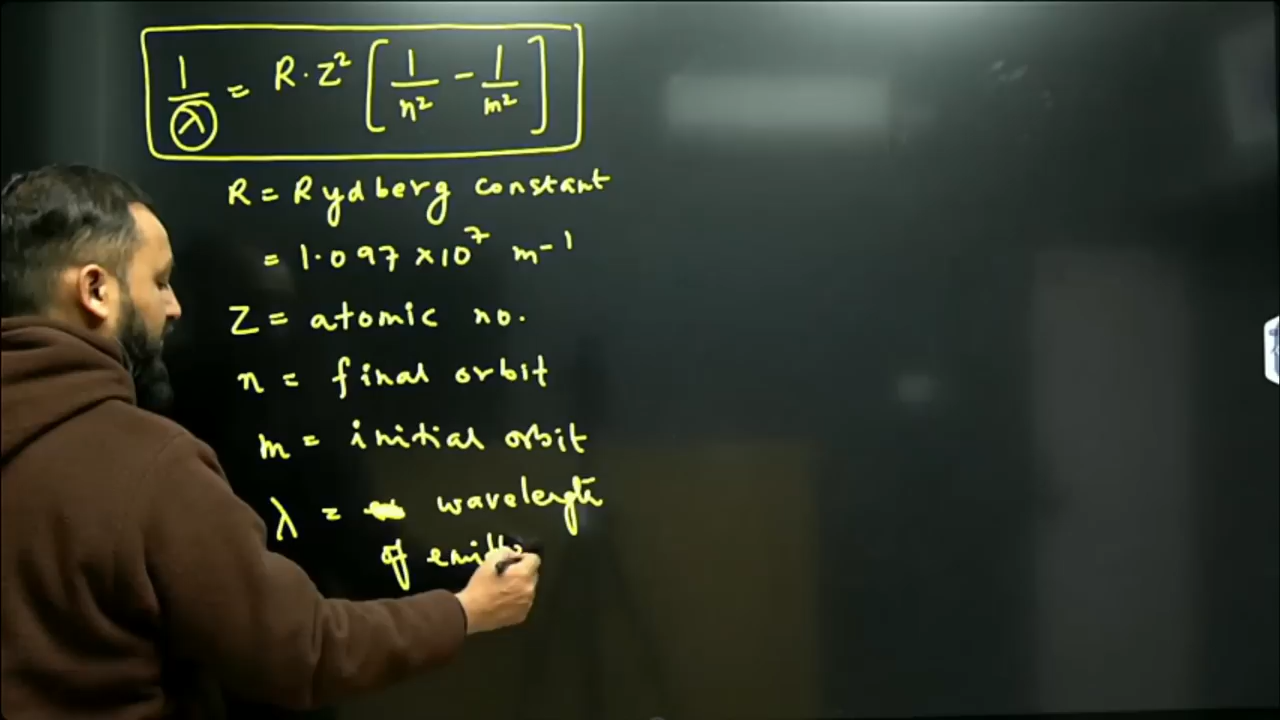 1/λ = R·Z² [1/n² - 1/m²]
R = Rydberg constant
= 1.097 ×10⁷ m-1
Z = atomic no.
n = final orbit
m = initial orbit
λ = wavelength
of emitt